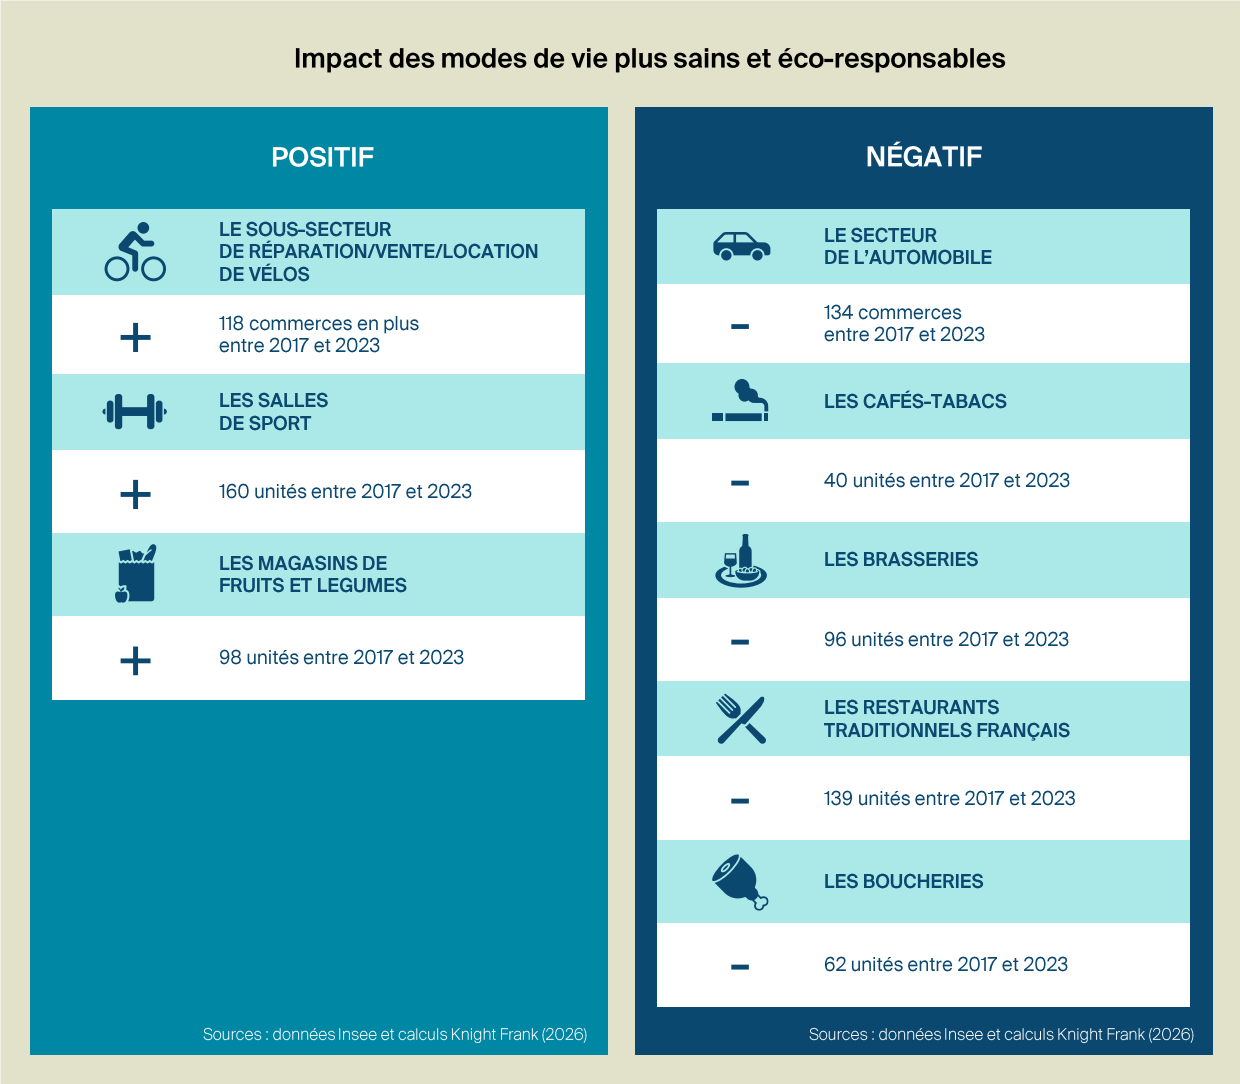 Impact des modes de vie plus sains et éco-responsables
POSITIF
LE SOUS-SECTEUR
DE RÉPARATION/VENTE/LOCATION
DE VÉLOS
+
118 commerces en plus
entre 2017 et 2023
LES SALLES
DE SPORT
+
160 unités entre 2017 et 2023
LES MAGASINS DE
FRUITS ET LEGUMES
+
98 unités entre 2017 et 2023
Sources : données Insee et calculs Knight Frank (2026)
NÉGATIF
LE SECTEUR
DE L’AUTOMOBILE
-
134 commerces
entre 2017 et 2023
LES CAFÉS-TABACS
-
40 unités entre 2017 et 2023
LES BRASSERIES
-
96 unités entre 2017 et 2023
LES RESTAURANTS
TRADITIONNELS FRANÇAIS
-
139 unités entre 2017 et 2023
LES BOUCHERIES
-
62 unités entre 2017 et 2023
Sources : données Insee et calculs Knight Frank (2026)